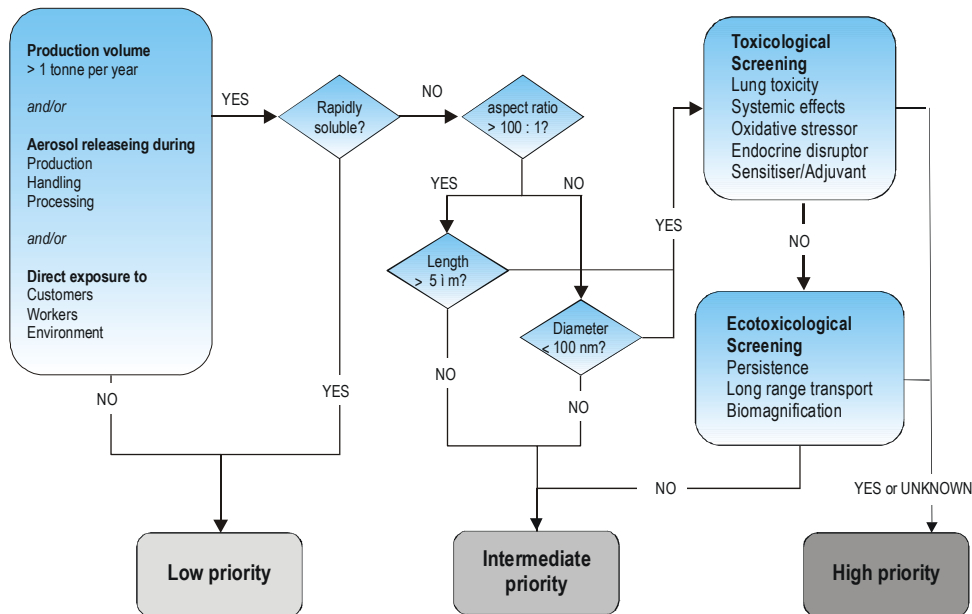 Production volume
> 1 tonne per year
and/or
Aerosol releaseing during
Production
Handling
Processing
and/or
Direct exposure to
Customers
Workers
Environment
YES
Rapidly
soluble?
NO
aspect ratio
> 100 : 1?
YES
NO
Length
> 5 ì m?
Diameter
< 100 nm?
YES
Toxicological
Screening
Lung toxicity
Systemic effects
Oxidative stressor
Endocrine disruptor
Sensitiser/Adjuvant
NO
Ecotoxicological
Screening
Persistence
Long range transport
Biomagnification
NO
YES
NO
NO
NO
YES or UNKNOWN
Low priority
Intermediate
priority
High priority